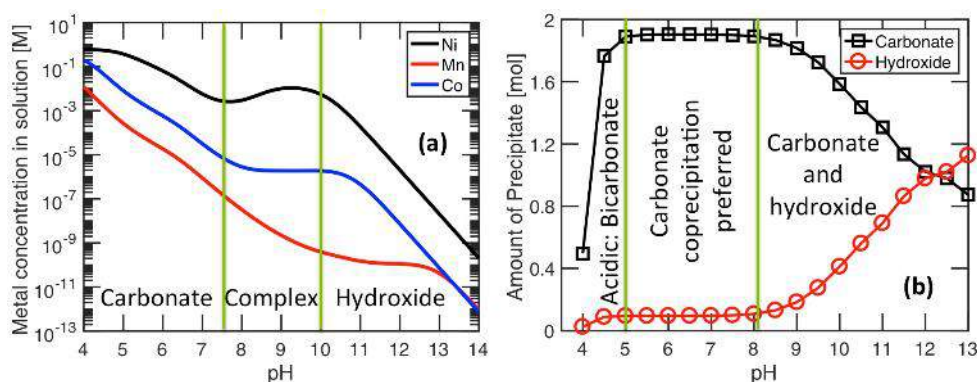 Metal concentration in solution [M]
10^1
10^-1
10^-3
10^-5
10^-7
10^-9
10^-11
10^-13
Ni
Mn
Co
(a)
Carbonate
Complex
Hydroxide
4 5 6 7 8 9 10 11 12 13 14
pH
Amount of Precipitate [mol]
2
1.6
1.2
0.8
0.4
0
Carbonate
Hydroxide
Acidic: Bicarbonate
Carbonate
coprecipitation
preferred
Carbonate
and
hydroxide
(b)
4 5 6 7 8 9 10 11 12 13
pH